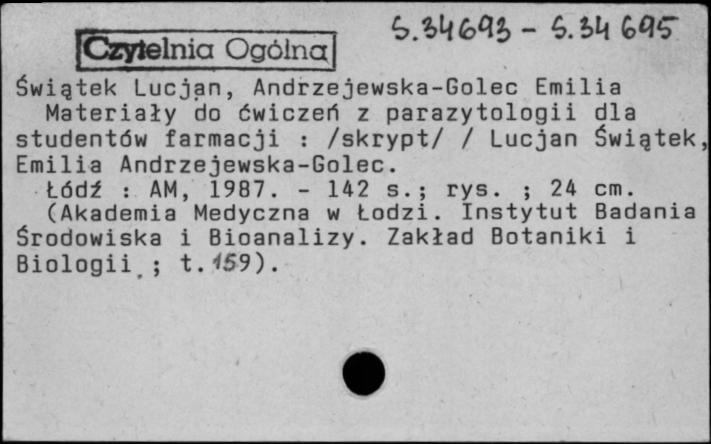 S.34693 - S.34695
Czytelnia Ogólna
Świątek Lucjan, Andrzejewska-Golec Emilia
Materiały do ćwiczeń z parazytologii dla
studentów farmacji : /skrypt/ / Lucjan Świątek,
Emilia Andrzejewska-Golec.
Łódź : AM, 1987. - 142 s.; rys. ; 24 cm.
(Akademia Medyczna w Łodzi. Instytut Badania
Środowiska i Bioanalizy. Zakład Botaniki i
Biologii ; t. 159).